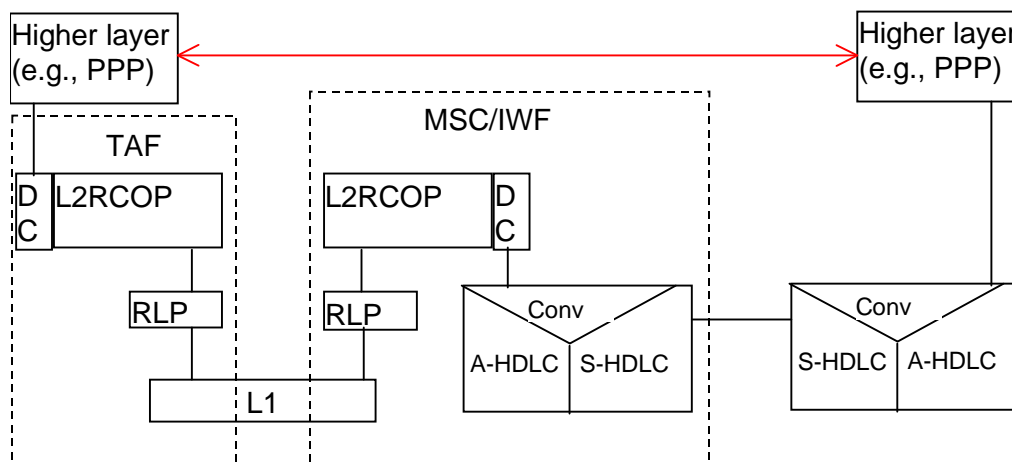 Higher layer
(e.g., PPP)
Higher layer
(e.g., PPP)
TAF
MSC/IWF
D
C
L2RCOP
L2RCOP
D
C
RLP
RLP
Conv
A-HDLC
S-HDLC
Conv
S-HDLC
A-HDLC
L1